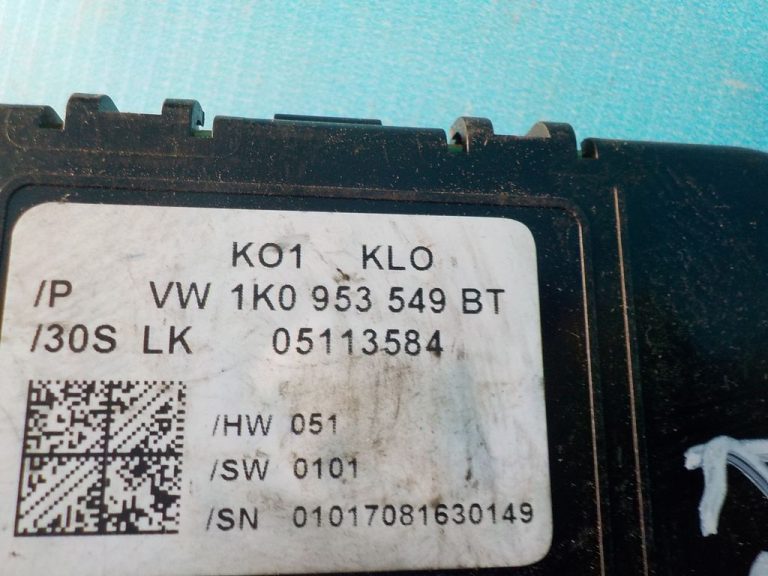 KO1 KLO
/P VW 1K0 953 549 BT
/30S LK 05113584
/HW 051
/SW 0101
/SN 01017081630149